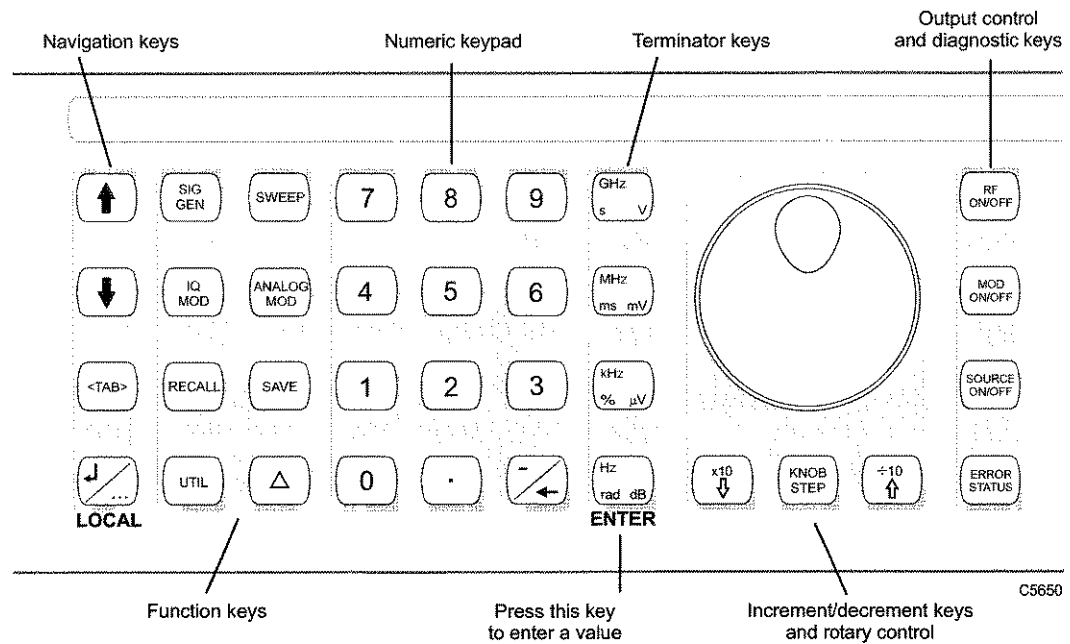 Navigation keys
Numeric keypad
Terminator keys
Output control
and diagnostic keys
SIG
GEN
SWEEP
7
8
9
GHz
s V
RF
ON/OFF
IQ
MOD
ANALOG
MOD
4
5
6
MHz
ms mV
MOD
ON/OFF
<TAB>
RECALL
SAVE
1
2
3
kHz
% µV
SOURCE
ON/OFF
...
LOCAL
UTIL
0
.
-
Hz
rad dB
ENTER
x10
KNOB
STEP
÷10
ERROR
STATUS
C5650
Function keys
Press this key
to enter a value
Increment/decrement keys
and rotary control